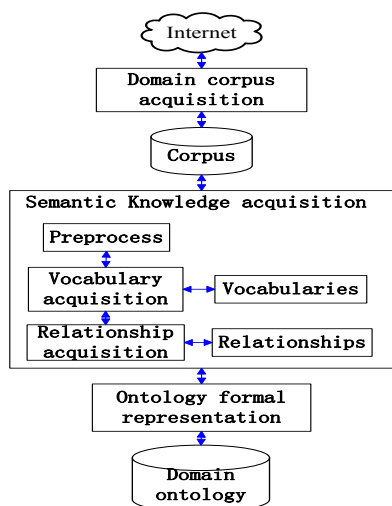 Internet
Domain corpus
acquisition
Corpus
Semantic Knowledge acquisition
Preprocess
Vocabulary
acquisition
Vocabularies
Relationship
acquisition
Relationships
Ontology formal
representation
Domain
ontology